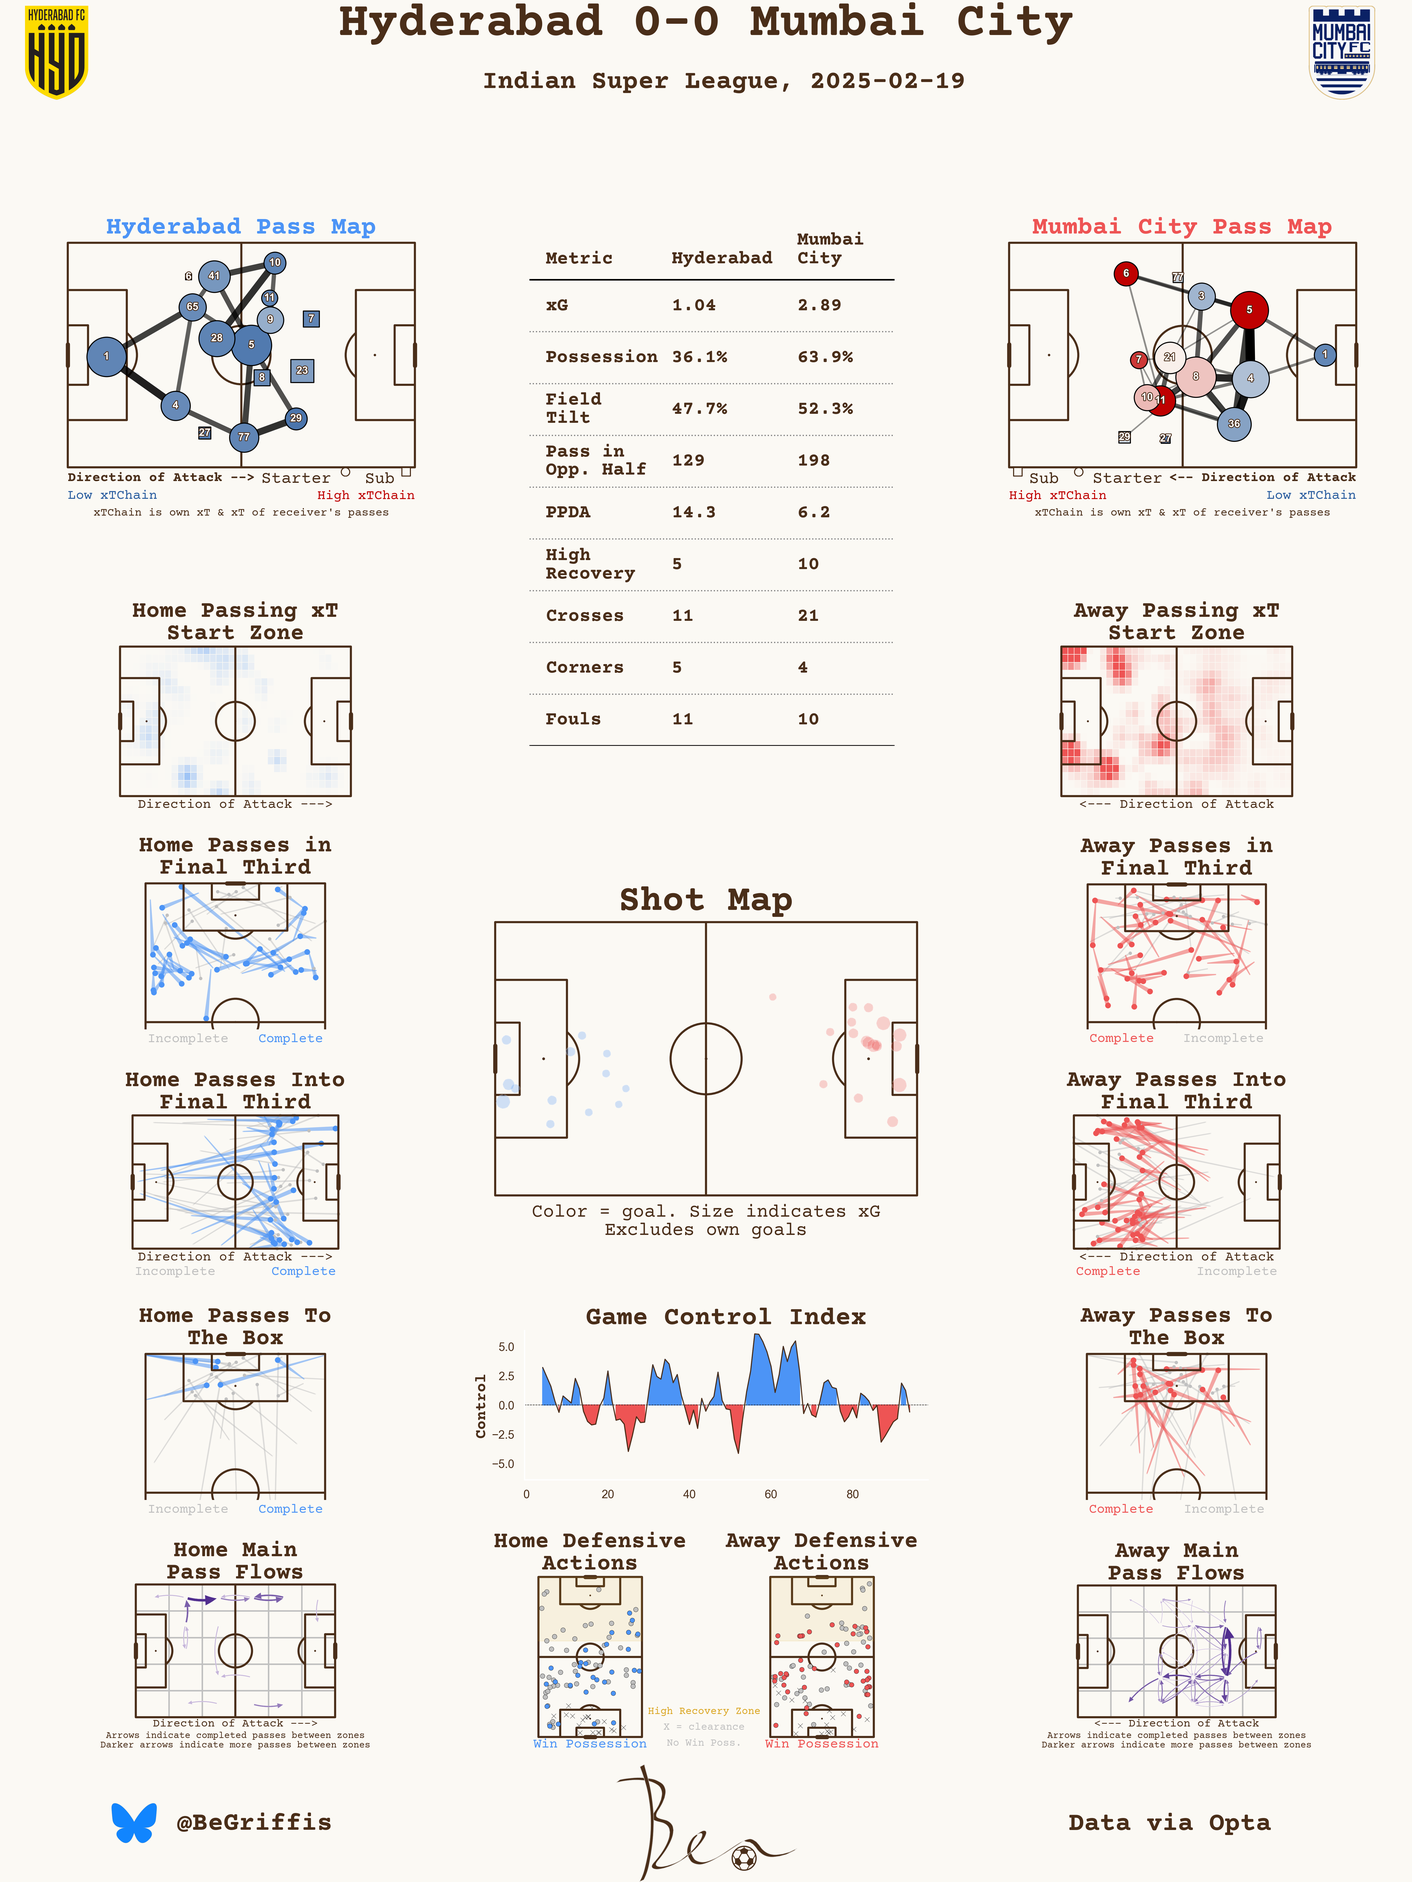 HYDERABAD FC
HYD
Hyderabad 0-0 Mumbai City
Indian Super League, 2025-02-19
MUMBAI
CITY FC
Hyderabad Pass Map
6
41
10
11
65
9
7
28
5
1
8
23
4
29
27
77
Direction of Attack --> Starter Sub
Low xTChain High xTChain
xTChain is own xT & xT of receiver's passes
Metric Hyderabad Mumbai City
xG 1.04 2.89
Possession 36.1% 63.9%
Field Tilt 47.7% 52.3%
Pass in Opp. Half 129 198
PPDA 14.3 6.2
High Recovery 5 10
Crosses 11 21
Corners 5 4
Fouls 11 10
Mumbai City Pass Map
6
77
3
5
7
21
1
8
4
10
11
36
29
27
Sub Starter <-- Direction of Attack
High xTChain Low xTChain
xTChain is own xT & xT of receiver's passes
Home Passing xT
Start Zone
Direction of Attack --->
Away Passing xT
Start Zone
<--- Direction of Attack
Home Passes in
Final Third
Incomplete Complete
Shot Map
Color = goal. Size indicates xG
Excludes own goals
Away Passes in
Final Third
Complete Incomplete
Home Passes Into
Final Third
Direction of Attack --->
Incomplete Complete
Away Passes Into
Final Third
<--- Direction of Attack
Complete Incomplete
Home Passes To
The Box
Incomplete Complete
Game Control Index
Control
5.0
2.5
0.0
−2.5
−5.0
0 20 40 60 80
Away Passes To
The Box
Complete Incomplete
Home Main
Pass Flows
Direction of Attack --->
Arrows indicate completed passes between zones
Darker arrows indicate more passes between zones
Home Defensive
Actions
Win Possession
High Recovery Zone
X = clearance
No Win Poss.
Away Defensive
Actions
Win Possession
Away Main
Pass Flows
<--- Direction of Attack
Arrows indicate completed passes between zones
Darker arrows indicate more passes between zones
@BeGriffis
Ben
Data via Opta